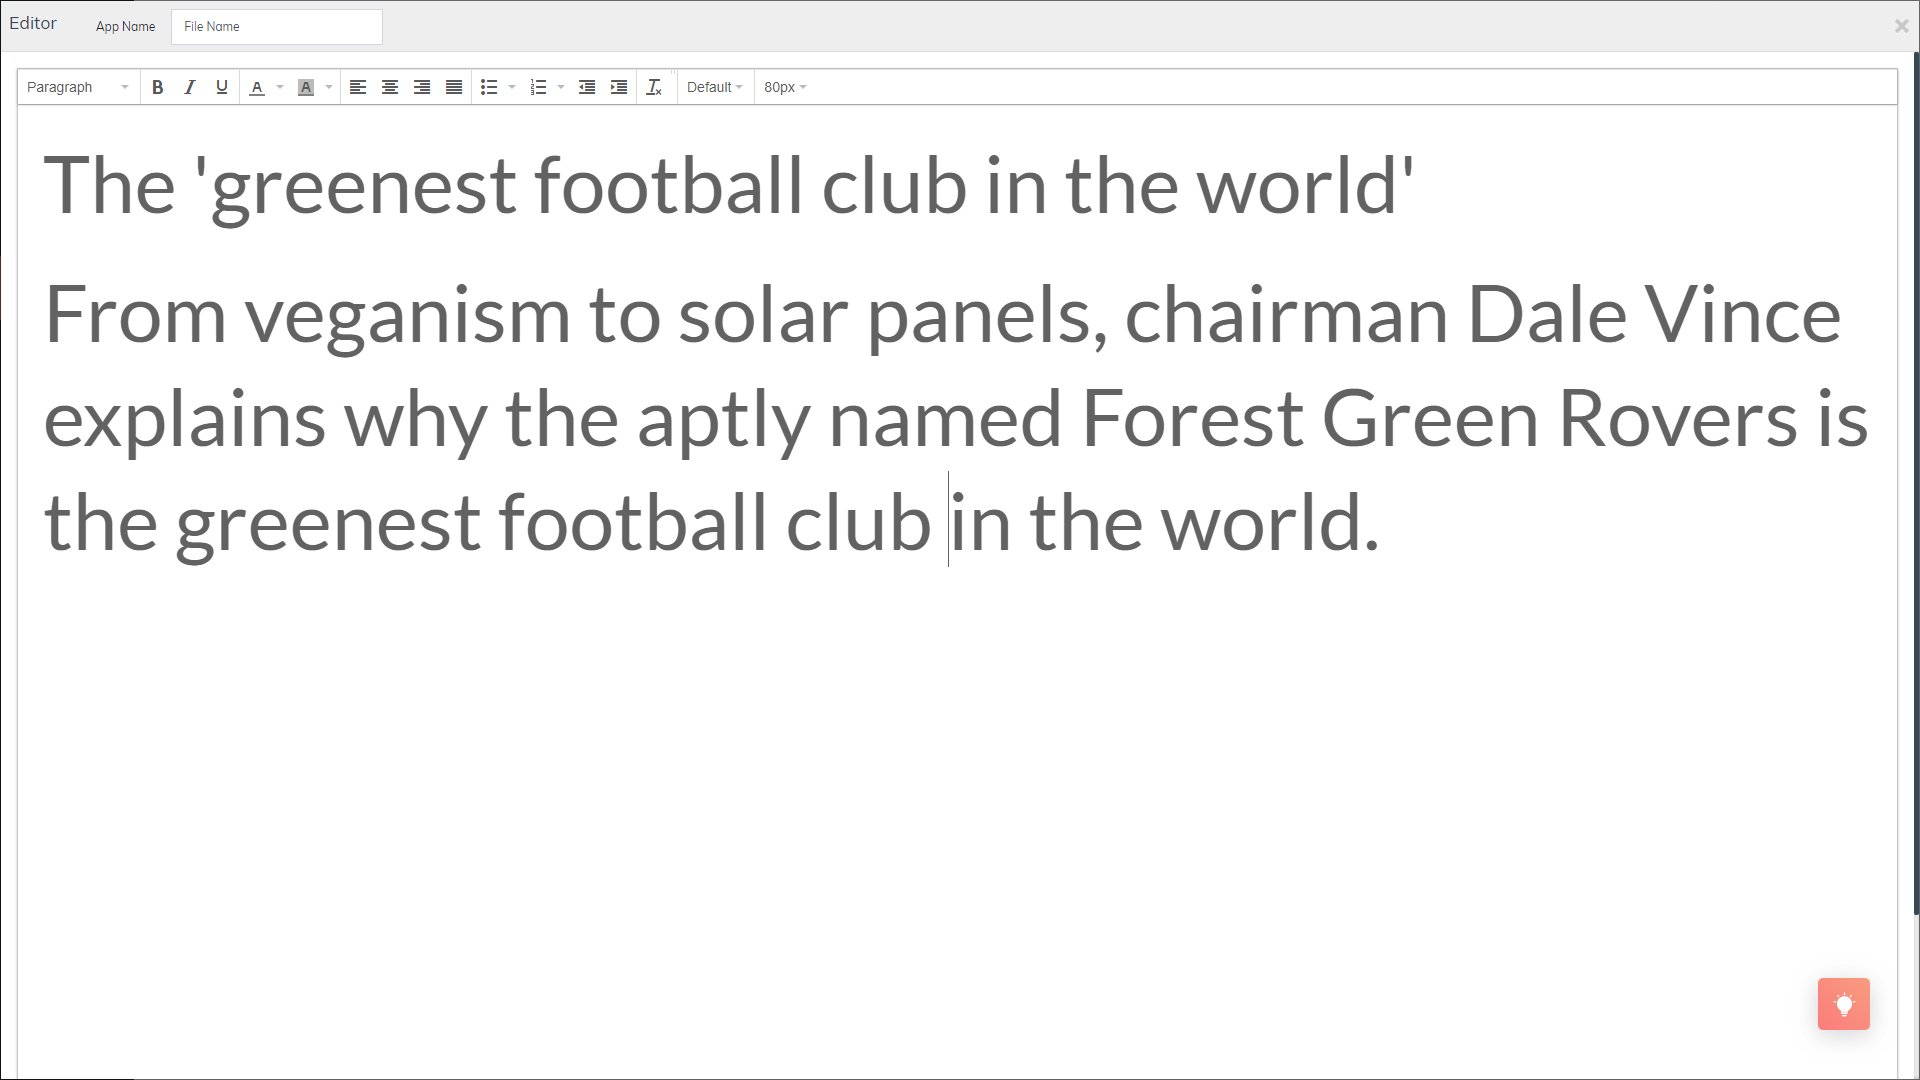 Editor App Name File Name
Paragraph B I U A A Default 80px
The 'greenest football club in the world'
From veganism to solar panels, chairman Dale Vince
explains why the aptly named Forest Green Rovers is
the greenest football club in the world.